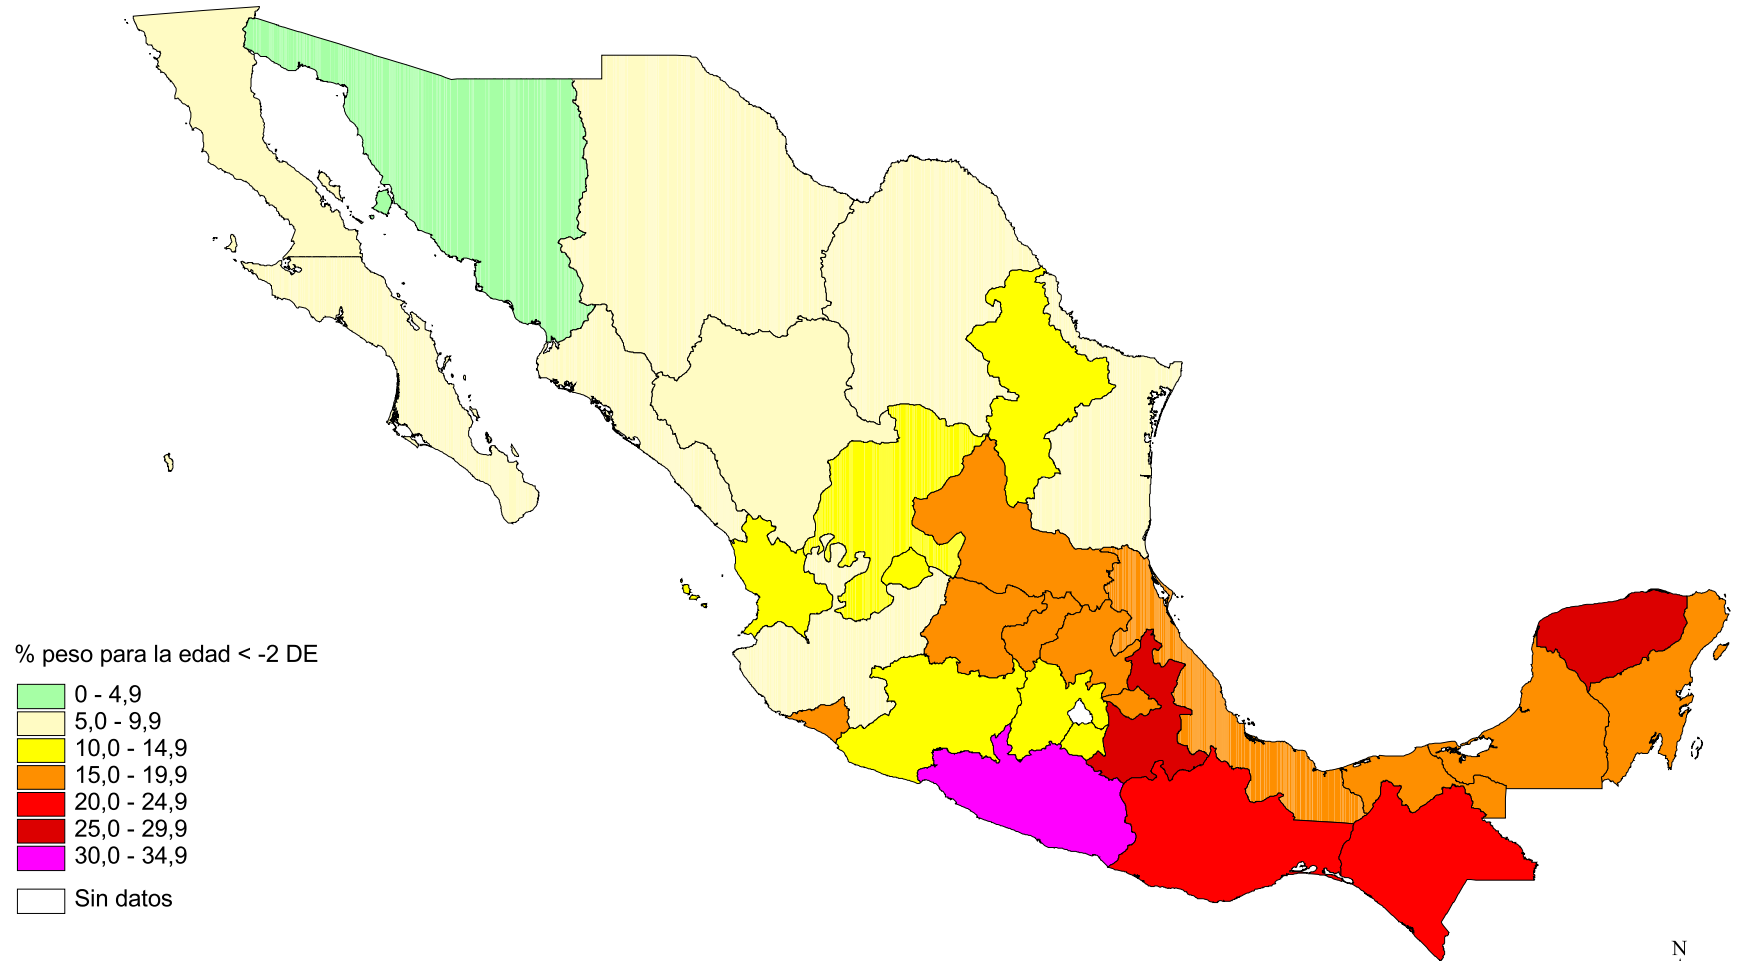 % peso para la edad < -2 DE
0 - 4,9
5,0 - 9,9
10,0 - 14,9
15,0 - 19,9
20,0 - 24,9
25,0 - 29,9
30,0 - 34,9
Sin datos
N